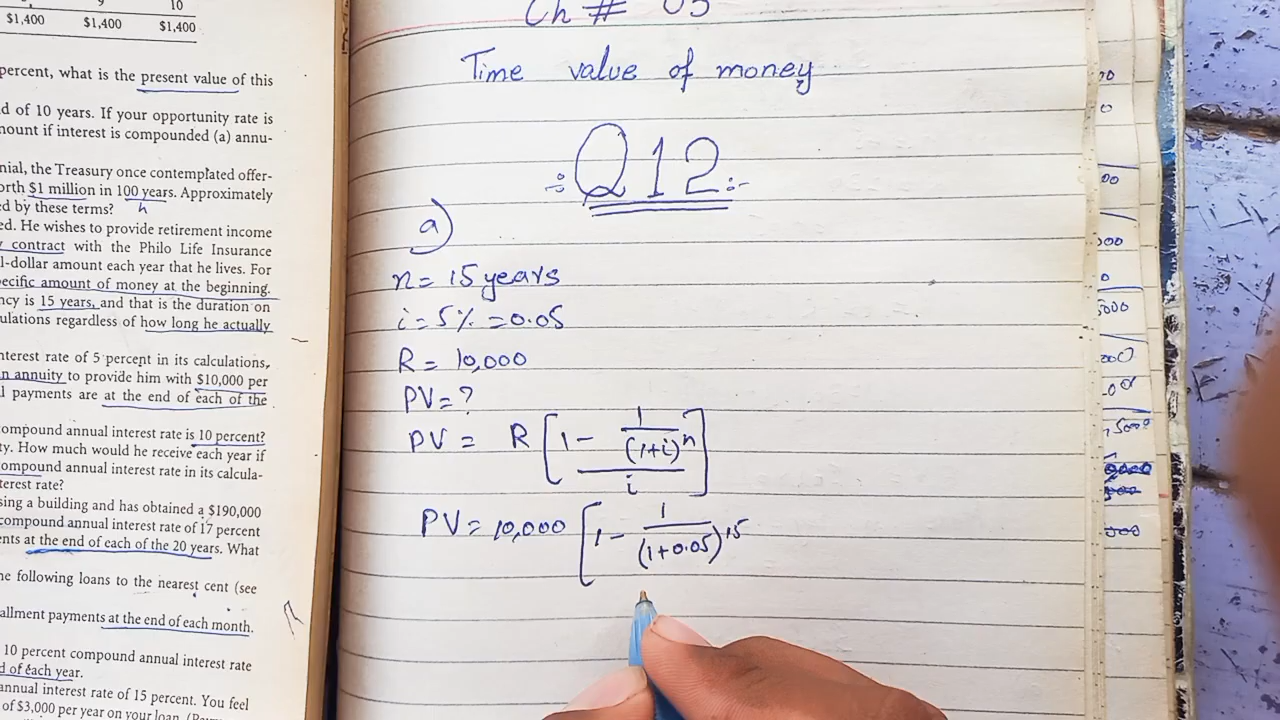 9 10
$1,400 $1,400 $1,400
percent, what is the present value of this
d of 10 years. If your opportunity rate is
mount if interest is compounded (a) annu-
nial, the Treasury once contemplated offer-
orth $1 million in 100 years. Approximately
ed by these terms? n
ed. He wishes to provide retirement income
contract with the Philo Life Insurance
l-dollar amount each year that he lives. For
ecific amount of money at the beginning.
ncy is 15 years, and that is the duration on
ulations regardless of how long he actually
nterest rate of 5 percent in its calculations,
n annuity to provide him with $10,000 per
l payments are at the end of each of the
ompound annual interest rate is 10 percent?
ty. How much would he receive each year if
ompound annual interest rate in its calcula-
terest rate?
sing a building and has obtained a $190,000
compound annual interest rate of 17 percent
ents at the end of each of the 20 years. What
he following loans to the nearest cent (see
allment payments at the end of each month.
10 percent compound annual interest rate
d of each year.
annual interest rate of 15 percent. You feel
of $3,000 per year on your loan.
Ch # 03
Time value of money
Q12
a)
n = 15 years
i = 5% = 0.05
R = 10,000
PV = ?
PV = R [1 - 1/(1+i)^n / i]
PV = 10,000 [1 - 1/(1+0.05)^15